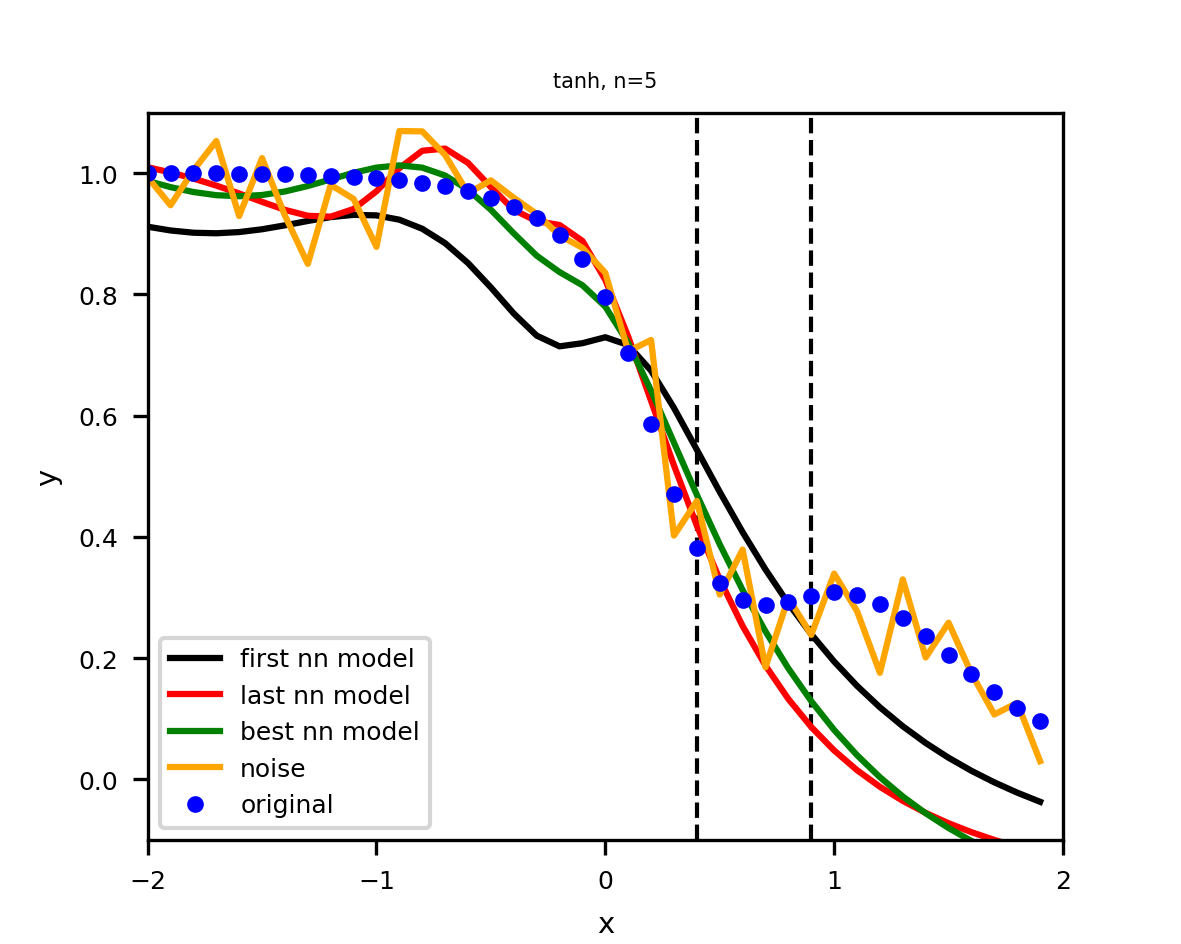 tanh, n=5
y
1.0
0.8
0.6
0.4
0.2
0.0
first nn model
last nn model
best nn model
noise
original
−2
−1
0
1
2
x